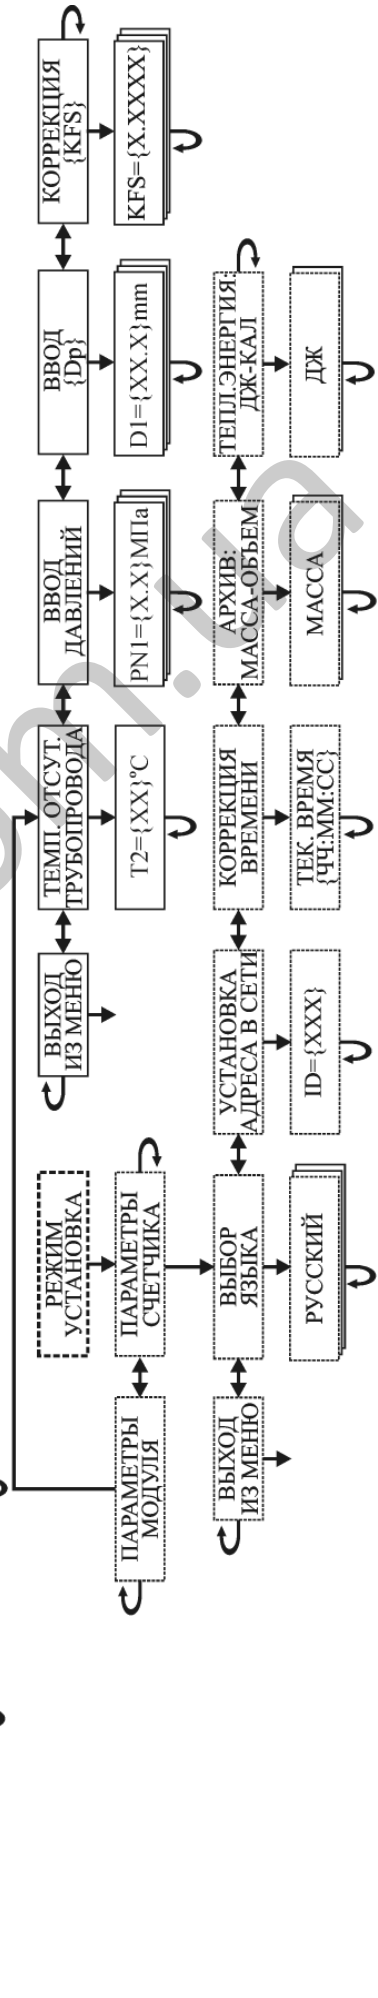 РЕЖИМ
УСТАНОВКА
ПАРАМЕТРЫ
МОДУЛЯ
ПАРАМЕТРЫ
СЧЕТЧИКА
ВЫХОД
ИЗ МЕНЮ
ТЕМП. ОТСУТ.
ТРУБОПРОВОДА
ВВОД
ДАВЛЕНИЙ
ВВОД
{Dp}
КОРРЕКЦИЯ
{KFS}
T2={XX}°C
PN1={X.X}МПа
D1={XX.X}mm
KFS={X.XXXX}
ВЫХОД
ИЗ МЕНЮ
ВЫБОР
ЯЗЫКА
УСТАНОВКА
АДРЕСА В СЕТИ
КОРРЕКЦИЯ
ВРЕМЕНИ
АРХИВ:
МАССА-ОБЪЕМ
ТЕПЛ.ЭНЕРГИЯ:
ДЖ-КАЛ
РУССКИЙ
ID={XXX}
ТЕК. ВРЕМЯ
{ЧЧ:ММ:СС}
МАССА
ДЖ
om.ua